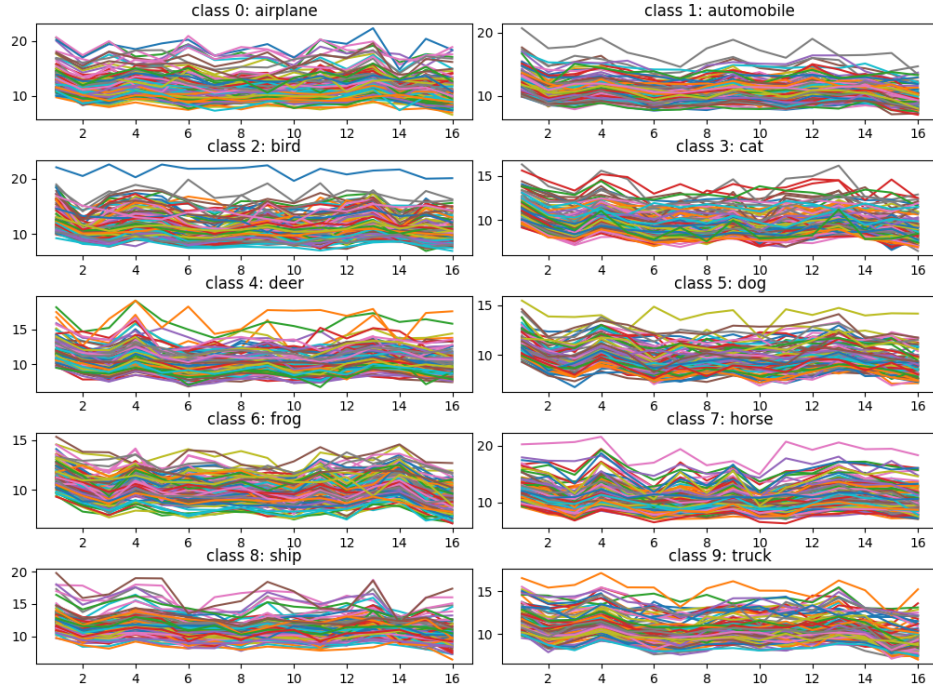 class 0: airplane
20
10
2 4 6 8 10 12 14 16
class 1: automobile
20
15
10
2 4 6 8 10 12 14 16
class 2: bird
20
10
2 4 6 8 10 12 14 16
class 3: cat
15
10
2 4 6 8 10 12 14 16
class 4: deer
15
10
2 4 6 8 10 12 14 16
class 5: dog
15
10
2 4 6 8 10 12 14 16
class 6: frog
15
10
2 4 6 8 10 12 14 16
class 7: horse
20
15
10
2 4 6 8 10 12 14 16
class 8: ship
20
15
10
2 4 6 8 10 12 14 16
class 9: truck
15
10
2 4 6 8 10 12 14 16